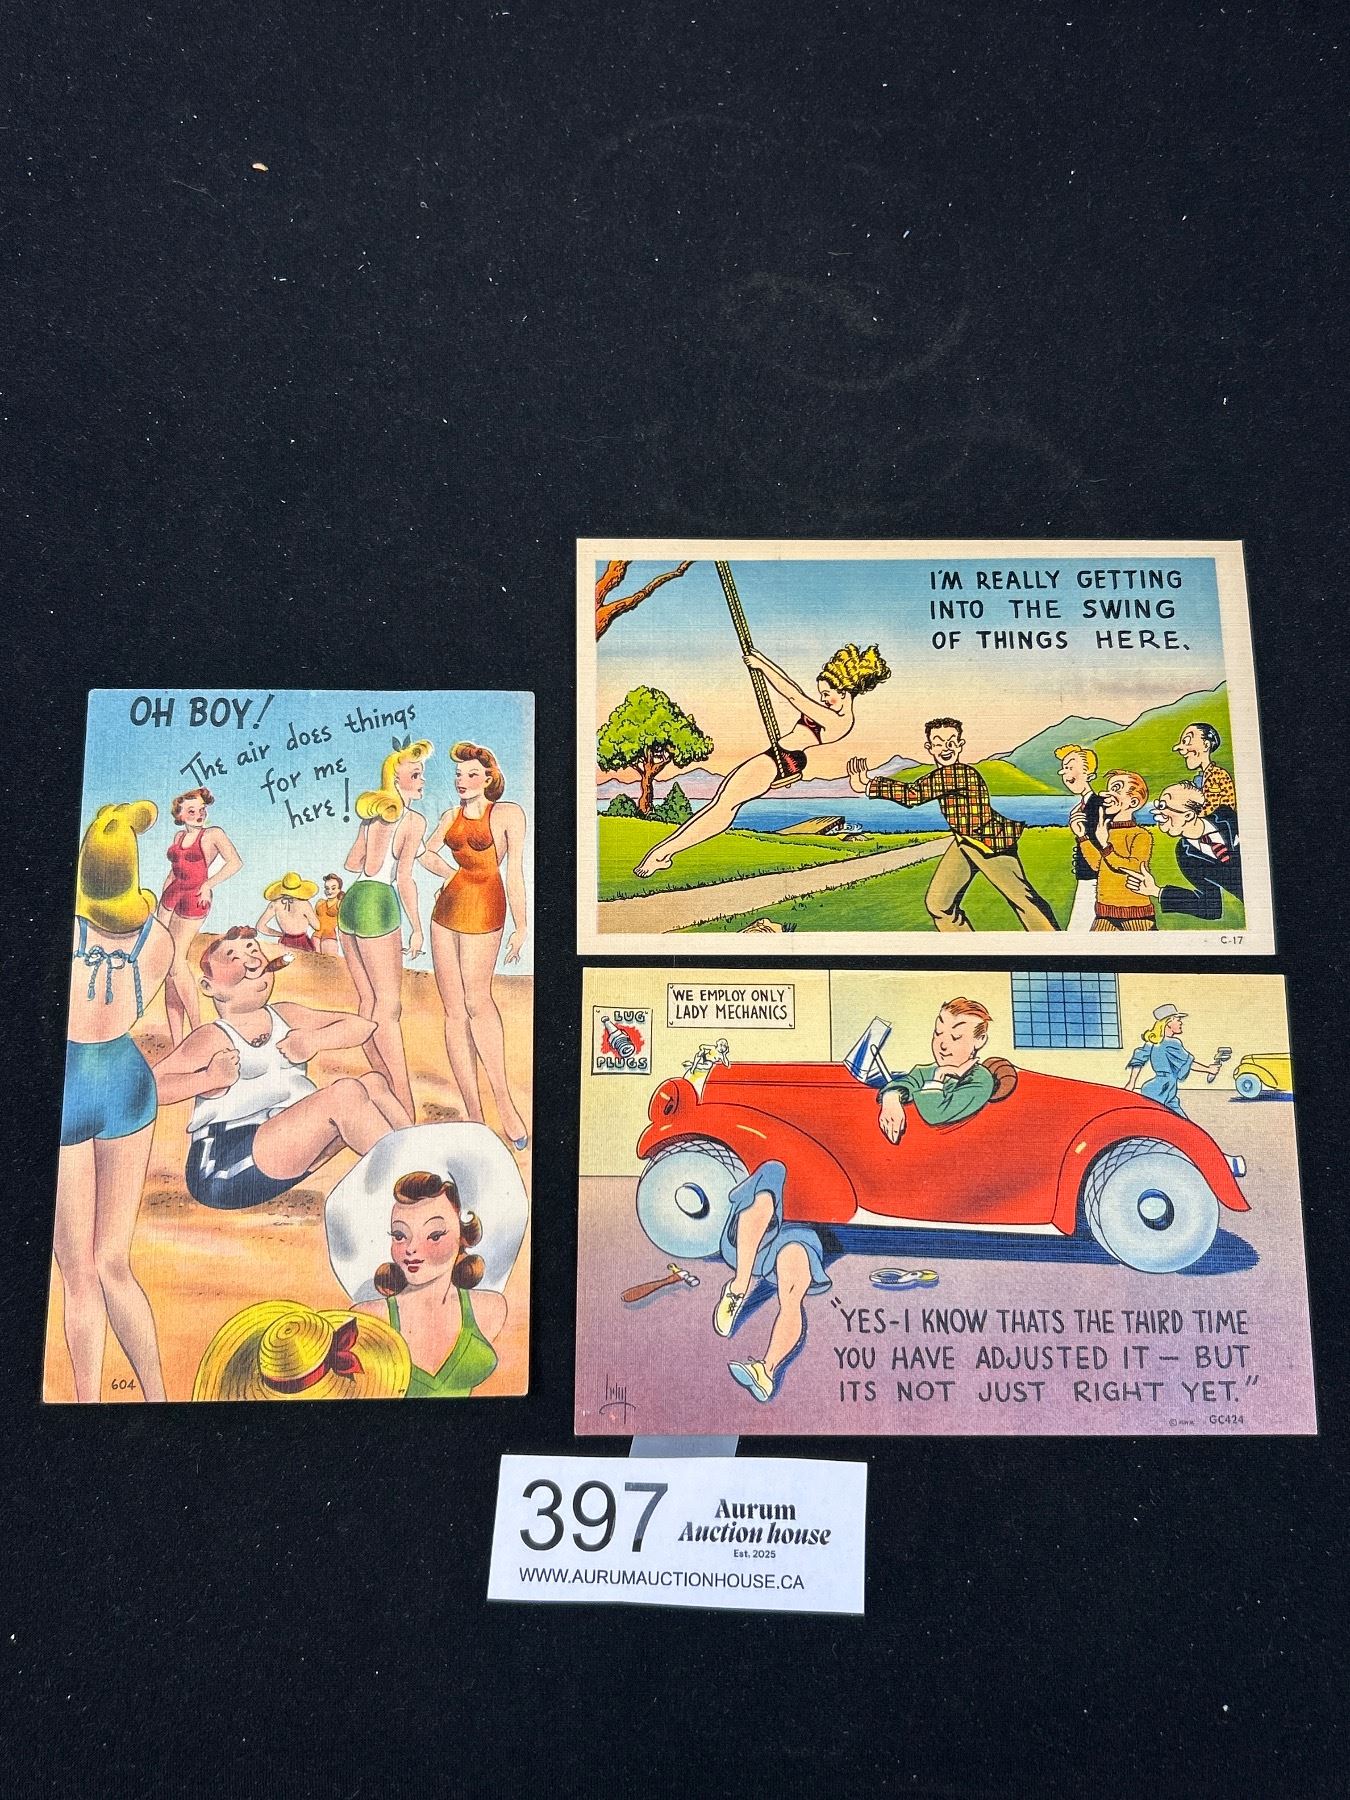 OH BOY!
The air does things
for me
here!
604
I'M REALLY GETTING
INTO THE SWING
OF THINGS HERE.
C-17
"WE EMPLOY ONLY
LADY MECHANICS"
"LUG"
PLUGS
"YES-I KNOW THATS THE THIRD TIME
YOU HAVE ADJUSTED IT - BUT
ITS NOT JUST RIGHT YET."
GC424
397
Aurum
Auction house
Est. 2025
WWW.AURUMAUCTIONHOUSE.CA